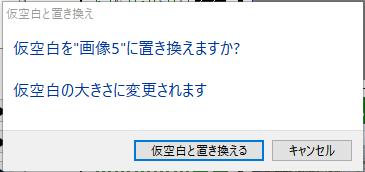 仮空白と置き換え
仮空白を"画像5"に置き換えますか?
仮空白の大きさに変更されます
仮空白と置き換える
キャンセル